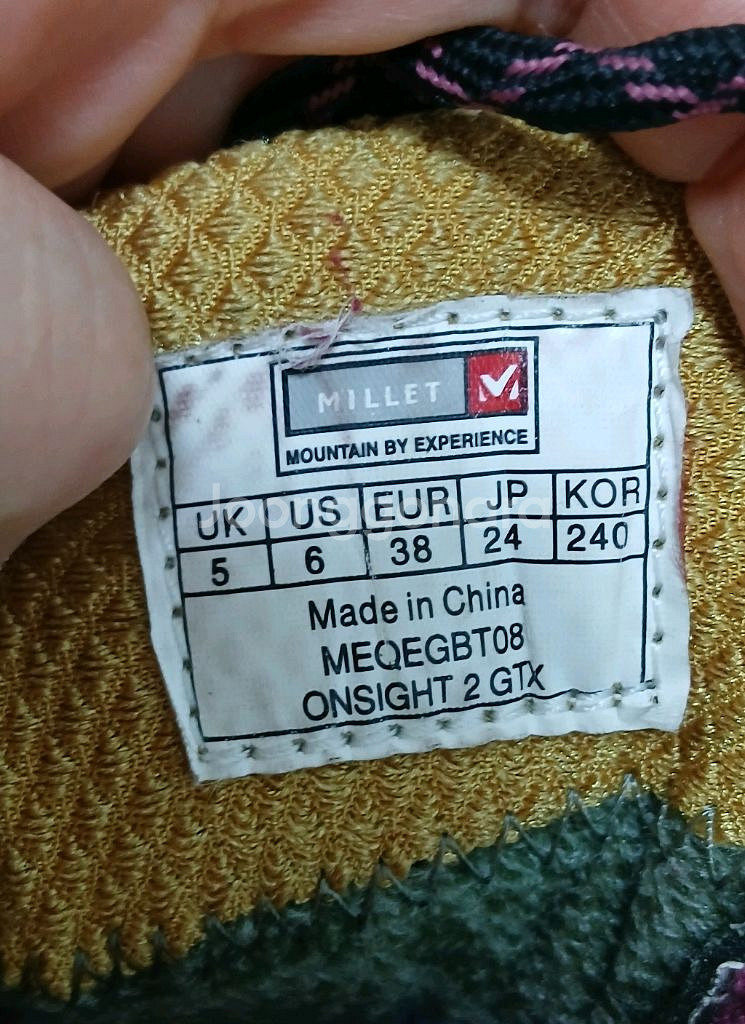 MILLET
MOUNTAIN BY EXPERIENCE
UK US EUR JP KOR
5 6 38 24 240
Made in China
MEQEGBT08
ONSIGHT 2 GTX